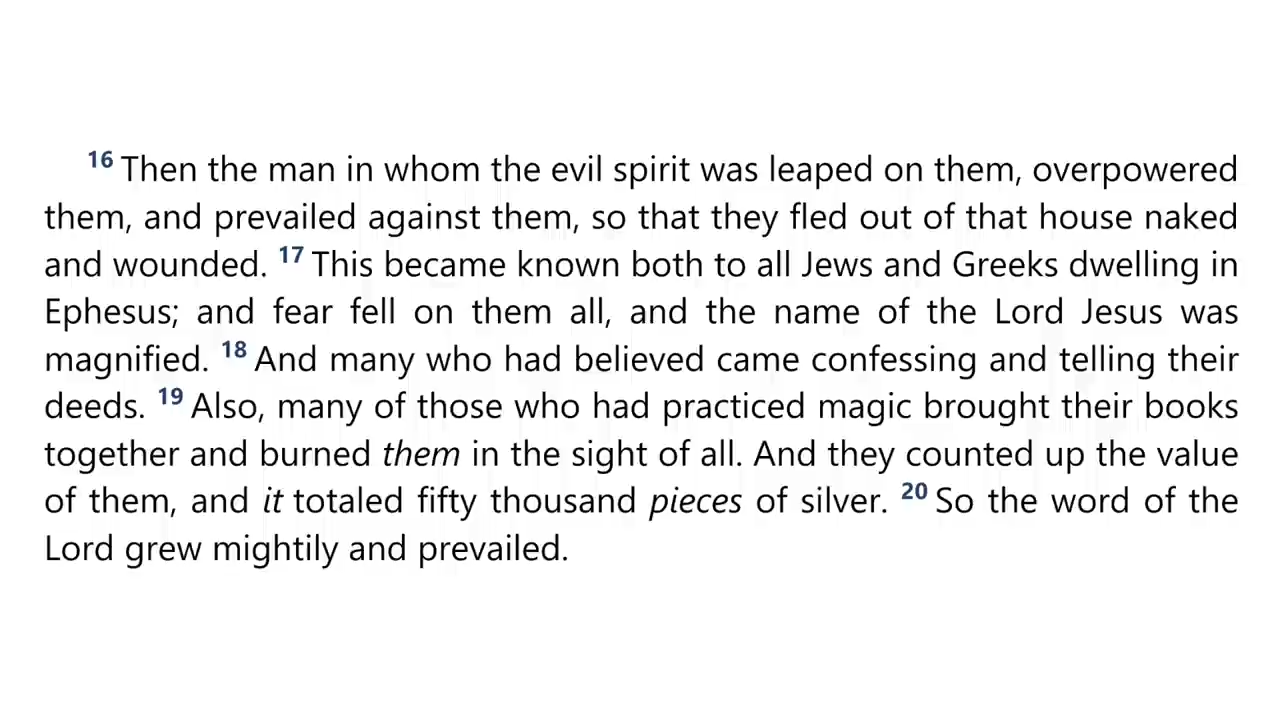 16 Then the man in whom the evil spirit was leaped on them, overpowered
them, and prevailed against them, so that they fled out of that house naked
and wounded. 17 This became known both to all Jews and Greeks dwelling in
Ephesus; and fear fell on them all, and the name of the Lord Jesus was
magnified. 18 And many who had believed came confessing and telling their
deeds. 19 Also, many of those who had practiced magic brought their books
together and burned them in the sight of all. And they counted up the value
of them, and it totaled fifty thousand pieces of silver. 20 So the word of the
Lord grew mightily and prevailed.